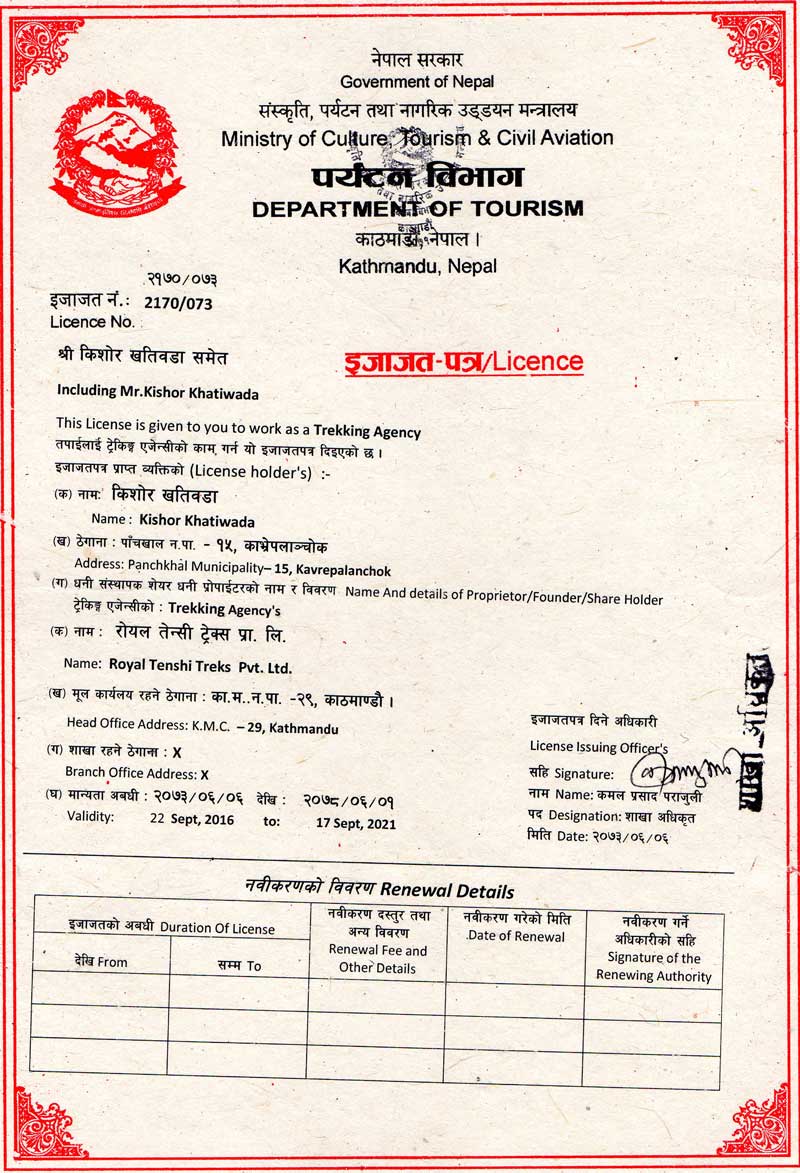 नेपाल सरकार
Government of Nepal
संस्कृति, पर्यटन तथा नागरिक उड्डयन मन्त्रालय
Ministry of Culture, Tourism & Civil Aviation
पर्यटन विभाग
DEPARTMENT OF TOURISM
काठमाडौं, नेपाल ।
Kathmandu, Nepal
२१७०/०७३
इजाजत नं.: 2170/073
Licence No. :
श्री किशोर खतिवडा समेत
इजाजत-पत्र/Licence
Including Mr.Kishor Khatiwada
This License is given to you to work as a Trekking Agency
तपाईलाई ट्रेकिङ्ग एजेन्सीको काम गर्न यो इजाजतपत्र दिइएको छ ।
इजाजतपत्र प्राप्त व्यक्तिको (License holder's) :-
(क) नाम: किशोर खतिवडा
Name : Kishor Khatiwada
(ख) ठेगाना : पाँचखाल न.पा. - १५, काभ्रेपलाञ्चोक
Address: Panchkhal Municipality– 15, Kavrepalanchok
(ग) धनी संस्थापक शेयर धनी प्रोपाईटरको नाम र विवरण Name And details of Proprietor/Founder/Share Holder
ट्रेकिङ्ग एजेन्सीको : Trekking Agency's
(क) नाम : रोयल तेन्सी ट्रेक्स प्रा. लि.
Name: Royal Tenshi Treks Pvt. Ltd.
(ख) मूल कार्यलय रहने ठेगाना : का.म..न.पा. -२९, काठमाण्डौ ।
Head Office Address: K.M.C. – 29, Kathmandu
(ग) शाखा रहने ठेगाना : X
Branch Office Address: X
(घ) मान्यता अबधी : २०७३/०६/०६ देखि : २०७८/०६/०१
Validity: 22 Sept, 2016 to: 17 Sept, 2021
इजाजतपत्र दिने अधिकारी
License Issuing Officer's
सहि Signature:
नाम Name: कमल प्रसाद पराजुली
पद Designation: शाखा अधिकृत
मिति Date: २०७३/०६/०६
शाखा अधिकृत
नवीकरणको विवरण Renewal Details
इजाजतको अबधी Duration Of License
देखि From
सम्म To
नवीकरण दस्तुर तथा
अन्य विवरण
Renewal Fee and
Other Details
नवीकरण गरेको मिति
Date of Renewal
नवीकरण गर्ने
अधिकारीको सहि
Signature of the
Renewing Authority